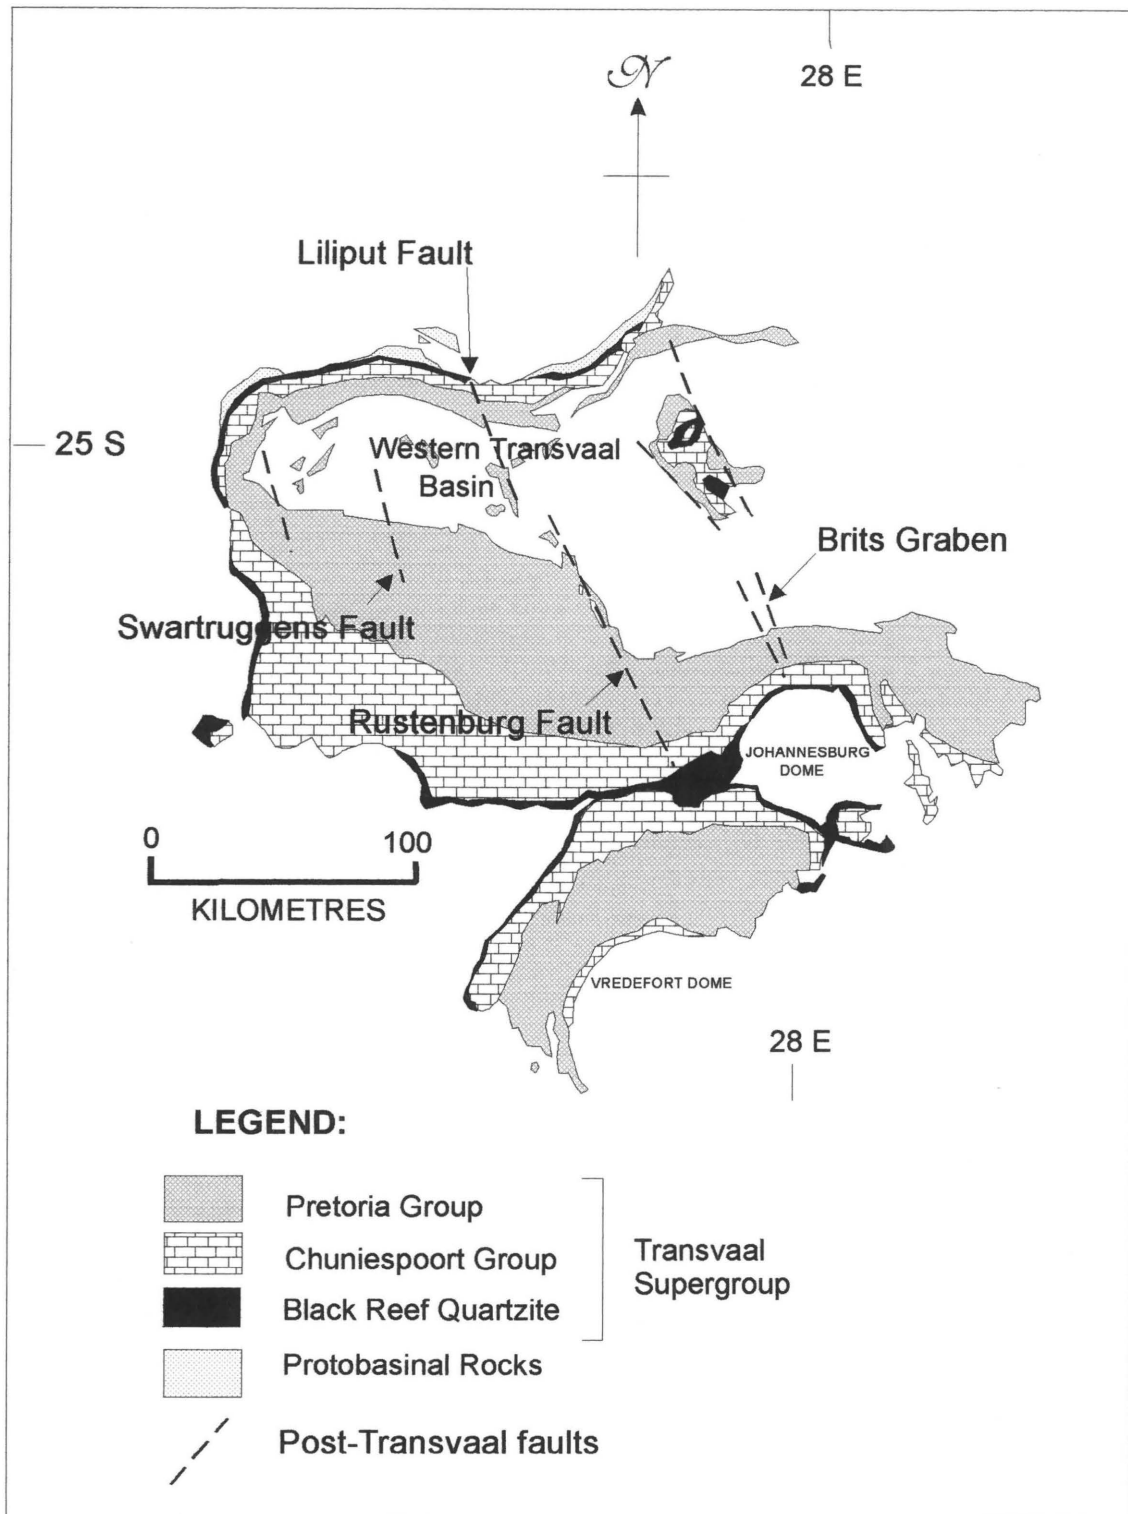 28 E
N
Liliput Fault
25 S
Western Transvaal
Basin
Brits Graben
Swartruggens Fault
Rustenburg Fault
JOHANNESBURG
DOME
0 100
KILOMETRES
VREDEFORT DOME
28 E
LEGEND:
Pretoria Group
Chuniespoort Group
Transvaal
Supergroup
Black Reef Quartzite
Protobasinal Rocks
Post-Transvaal faults